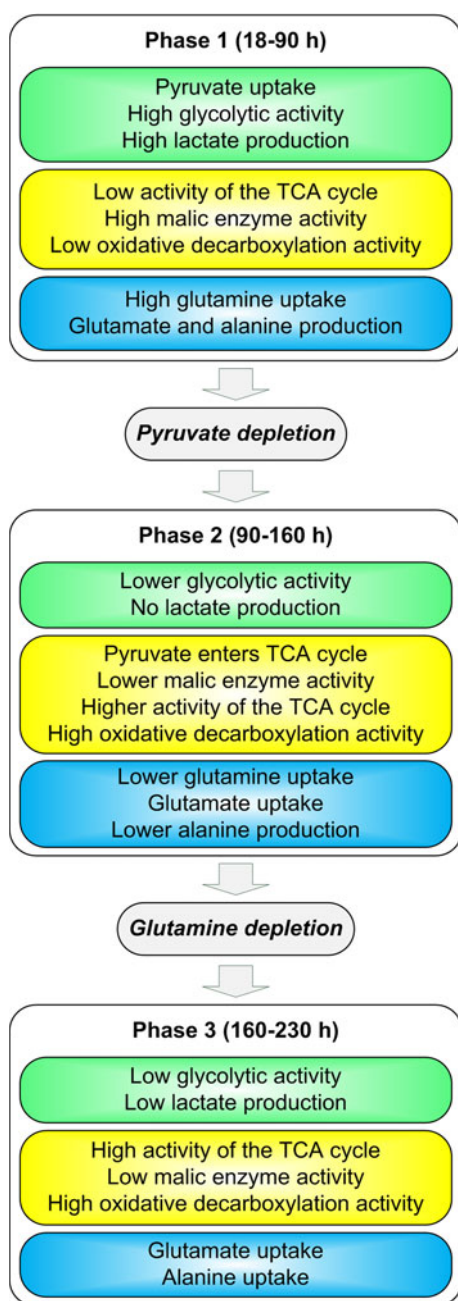 Phase 1 (18-90 h)
Pyruvate uptake
High glycolytic activity
High lactate production
Low activity of the TCA cycle
High malic enzyme activity
Low oxidative decarboxylation activity
High glutamine uptake
Glutamate and alanine production
Pyruvate depletion
Phase 2 (90-160 h)
Lower glycolytic activity
No lactate production
Pyruvate enters TCA cycle
Lower malic enzyme activity
Higher activity of the TCA cycle
High oxidative decarboxylation activity
Lower glutamine uptake
Glutamate uptake
Lower alanine production
Glutamine depletion
Phase 3 (160-230 h)
Low glycolytic activity
Low lactate production
High activity of the TCA cycle
Low malic enzyme activity
High oxidative decarboxylation activity
Glutamate uptake
Alanine uptake